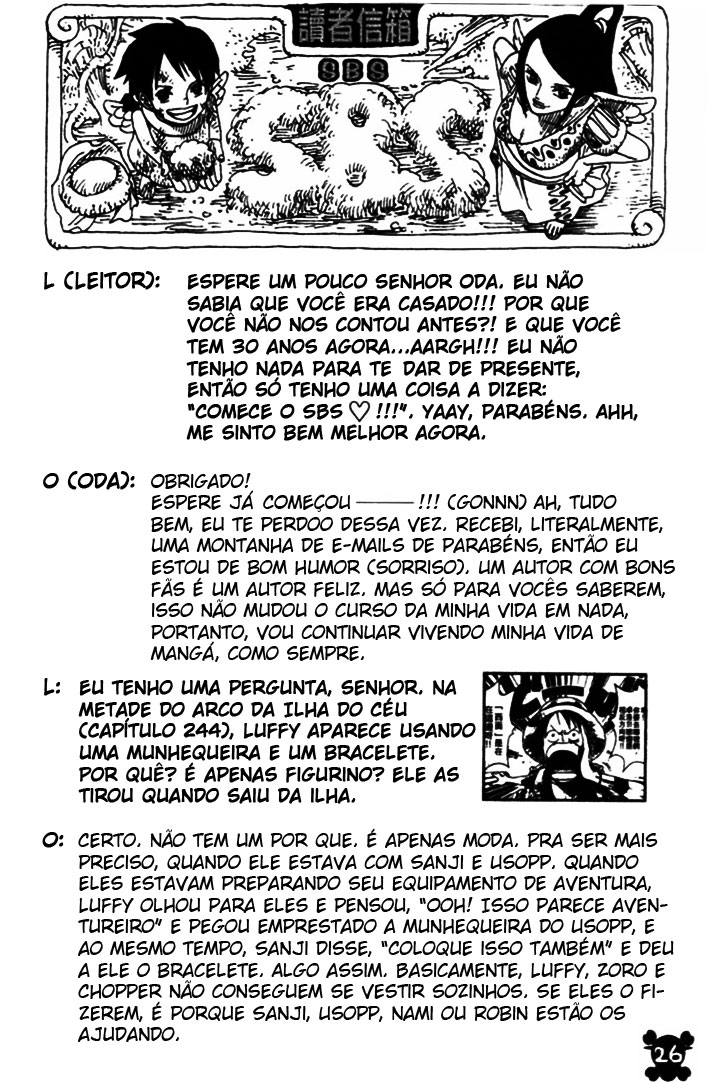 讀者信箱
SBS
SBS
L (LEITOR): ESPERE UM POUCO SENHOR ODA. EU NÃO
SABIA QUE VOCÊ ERA CASADO!!! POR QUE
VOCÊ NÃO NOS CONTOU ANTES?! E QUE VOCÊ
TEM 30 ANOS AGORA...AARGH!!! EU NÃO
TENHO NADA PARA TE DAR DE PRESENTE,
ENTÃO SÓ TENHO UMA COISA A DIZER:
"COMECE O SBS ♡ !!!". YAAY, PARABÉNS. AHH,
ME SINTO BEM MELHOR AGORA.
O (ODA): OBRIGADO!
ESPERE JÁ COMEÇOU ———— !!! (GONNN) AH, TUDO
BEM, EU TE PERDOO DESSA VEZ. RECEBI, LITERALMENTE,
UMA MONTANHA DE E-MAILS DE PARABÉNS, ENTÃO EU
ESTOU DE BOM HUMOR (SORRISO). UM AUTOR COM BONS
FÃS É UM AUTOR FELIZ. MAS SÓ PARA VOCÊS SABEREM,
ISSO NÃO MUDOU O CURSO DA MINHA VIDA EM NADA,
PORTANTO, VOU CONTINUAR VIVENDO MINHA VIDA DE
MANGÁ, COMO SEMPRE.
L: EU TENHO UMA PERGUNTA, SENHOR. NA
METADE DO ARCO DA ILHA DO CÉU
(CAPÍTULO 244), LUFFY APARECE USANDO
UMA MUNHEQUEIRA E UM BRACELETE.
POR QUÊ? É APENAS FIGURINO? ELE AS
TIROU QUANDO SAIU DA ILHA.
O: CERTO. NÃO TEM UM POR QUE. É APENAS MODA. PRA SER MAIS
PRECISO, QUANDO ELE ESTAVA COM SANJI E USOPP. QUANDO
ELES ESTAVAM PREPARANDO SEU EQUIPAMENTO DE AVENTURA,
LUFFY OLHOU PARA ELES E PENSOU, "OOH! ISSO PARECE AVEN-
TUREIRO" E PEGOU EMPRESTADO A MUNHEQUEIRA DO USOPP, E
AO MESMO TEMPO, SANJI DISSE, "COLOQUE ISSO TAMBÉM" E DEU
A ELE O BRACELETE. ALGO ASSIM. BASICAMENTE, LUFFY, ZORO E
CHOPPER NÃO CONSEGUEM SE VESTIR SOZINHOS. SE ELES O FI-
ZEREM, É PORQUE SANJI, USOPP, NAMI OU ROBIN ESTÃO OS
AJUDANDO.
26